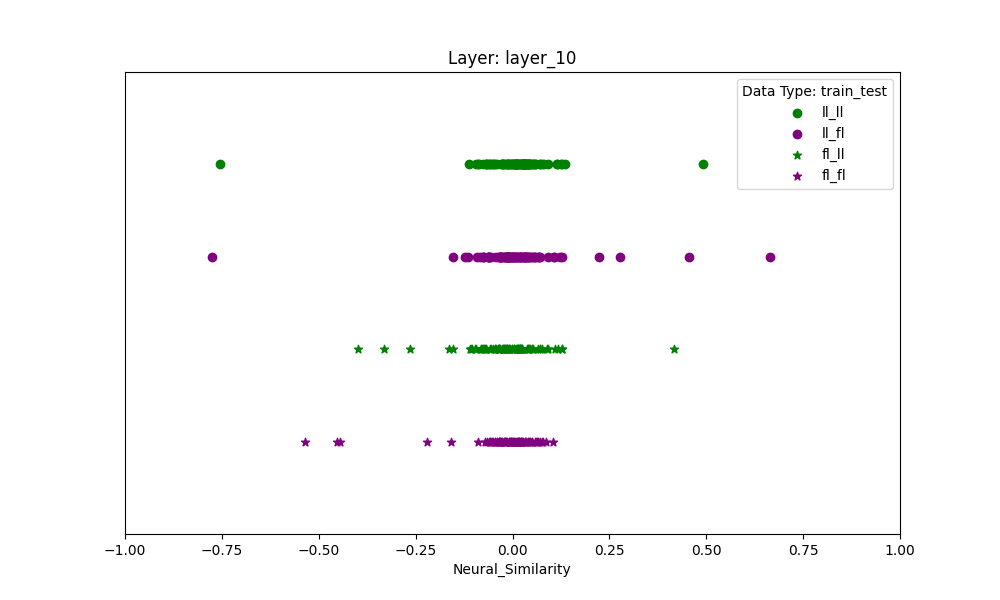 Layer: layer_10
Data Type: train_test
ll_ll
ll_fl
fl_ll
fl_fl
−1.00
−0.75
−0.50
−0.25
0.00
0.25
0.50
0.75
1.00
Neural_Similarity